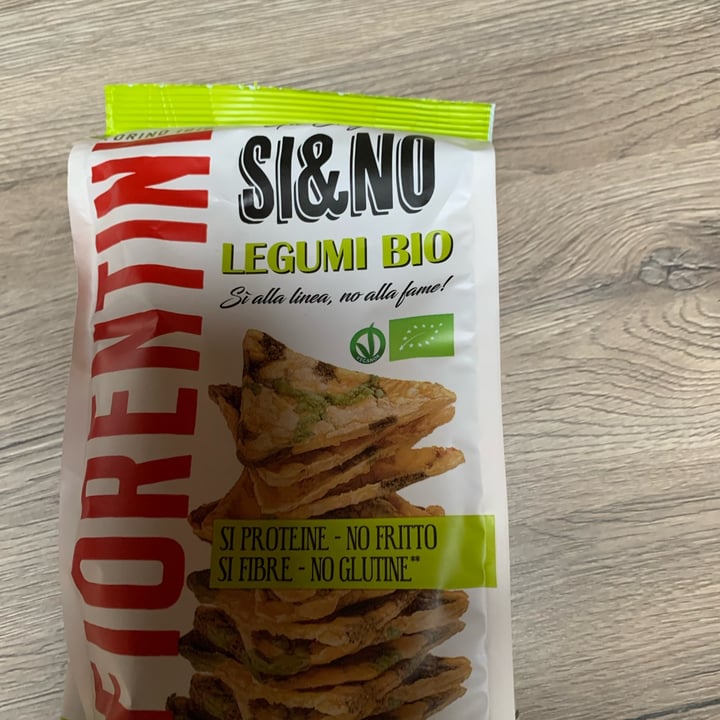 FIORENTINI
SI&NO
LEGUMI BIO
Sì alla linea, no alla fame!
VEGANOK
SI PROTEINE - NO FRITTO
SI FIBRE - NO GLUTINE**